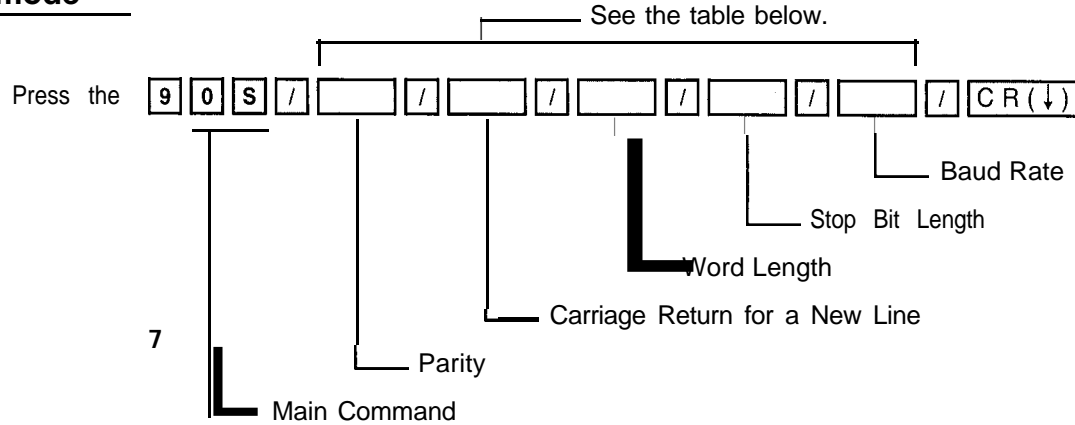 mode
See the table below.
Press the 9 0 S / / / / / / CR(↓)
Baud Rate
Stop Bit Length
Word Length
Carriage Return for a New Line
7
Parity
Main Command